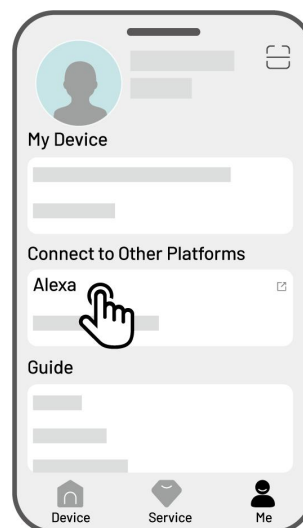 My Device
Connect to Other Platforms
Alexa
Guide
Device Service Me